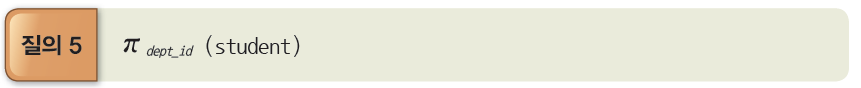 질의 5 π dept_id (student)